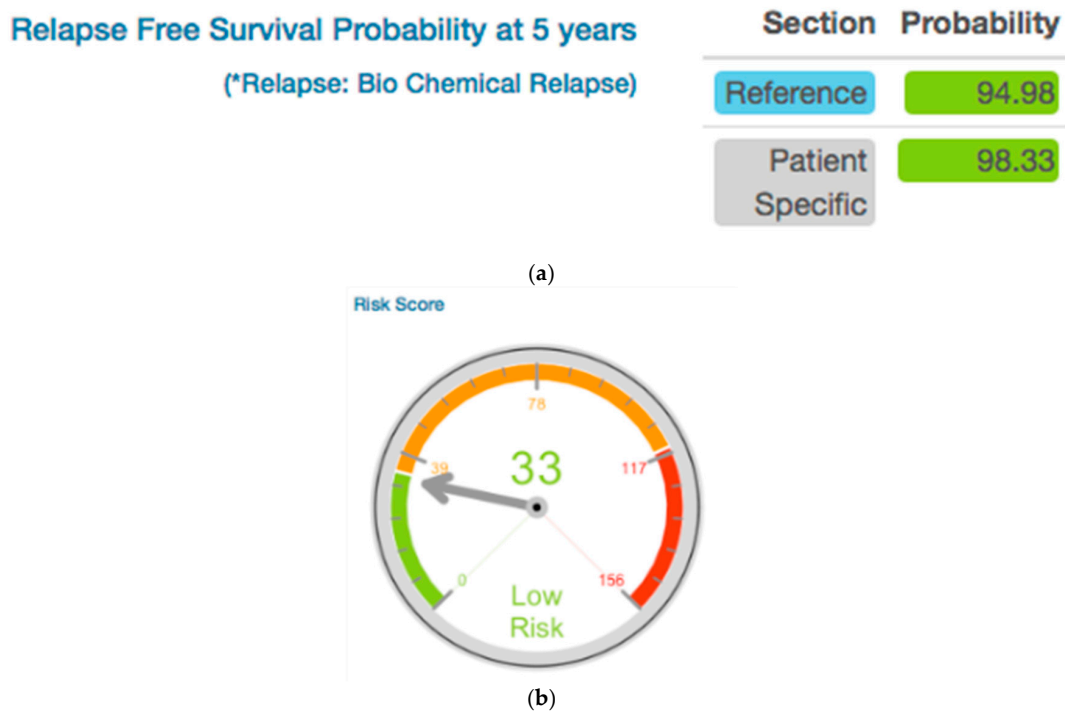 Relapse Free Survival Probability at 5 years
(*Relapse: Bio Chemical Relapse)
Section Probability
Reference 94.98
Patient 98.33
Specific
(a)
Risk Score
78
39
33
117
0
156
Low
Risk
(b)